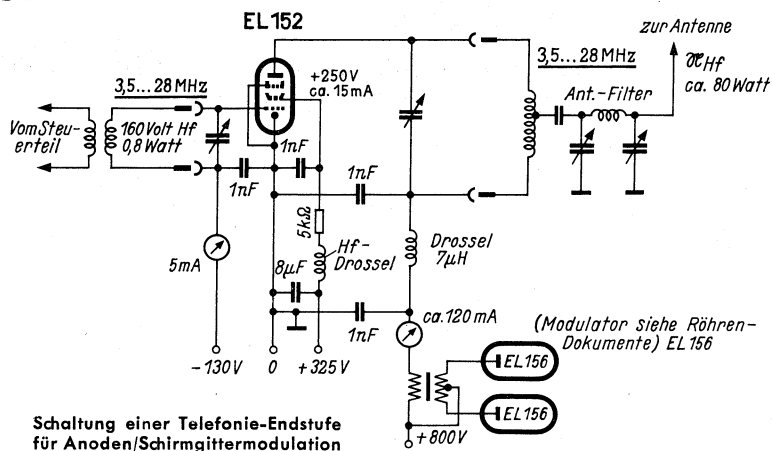 EL152
3,5...28 MHz
Vom Steu-
erteil
160 Volt Hf
0,8 Watt
+250V
ca. 15mA
1nF
1nF
1nF
5mA
5kΩ
Hf-
Drossel
8μF
1nF
-130V
0
+325V
Drossel
7μH
ca. 120 mA
+800V
3,5...28 MHz
Ant.-Filter
zur Antenne
𝔑Hf
ca. 80 Watt
(Modulator siehe Röhren-
Dokumente) EL156
EL156
EL156
Schaltung einer Telefonie-Endstufe
für Anoden/Schirmgittermodulation